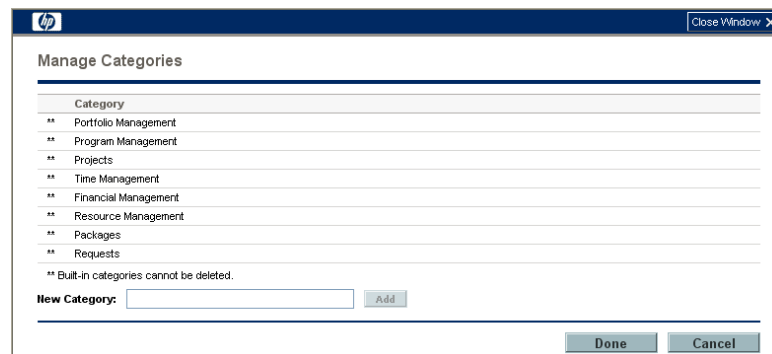 hp
Close Window X
Manage Categories
Category
** Portfolio Management
** Program Management
** Projects
** Time Management
** Financial Management
** Resource Management
** Packages
** Requests
** Built-in categories cannot be deleted.
New Category: Add
Done Cancel